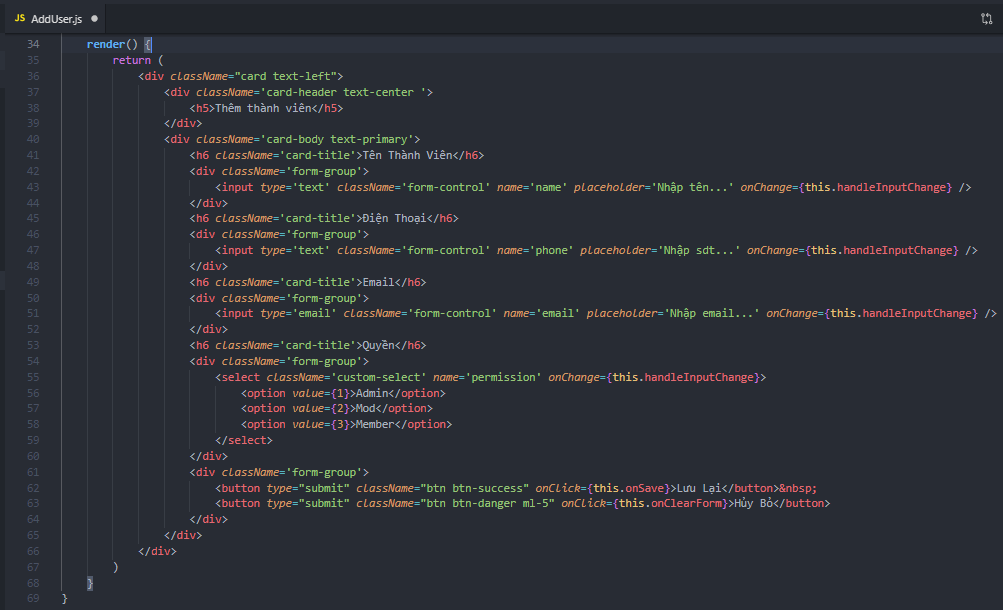 JS AddUser.js
34 render() {
35 return (
36 <div className="card text-left">
37 <div className='card-header text-center '>
38 <h5>Thêm thành viên</h5>
39 </div>
40 <div className='card-body text-primary'>
41 <h6 className='card-title'>Tên Thành Viên</h6>
42 <div className='form-group'>
43 <input type='text' className='form-control' name='name' placeholder='Nhập tên...' onChange={this.handleInputChange} />
44 </div>
45 <h6 className='card-title'>Điện Thoại</h6>
46 <div className='form-group'>
47 <input type='text' className='form-control' name='phone' placeholder='Nhập sdt...' onChange={this.handleInputChange} />
48 </div>
49 <h6 className='card-title'>Email</h6>
50 <div className='form-group'>
51 <input type='email' className='form-control' name='email' placeholder='Nhập email...' onChange={this.handleInputChange} />
52 </div>
53 <h6 className='card-title'>Quyền</h6>
54 <div className='form-group'>
55 <select className='custom-select' name='permission' onChange={this.handleInputChange}>
56 <option value={1}>Admin</option>
57 <option value={2}>Mod</option>
58 <option value={3}>Member</option>
59 </select>
60 </div>
61 <div className='form-group'>
62 <button type="submit" className="btn btn-success" onClick={this.onSave}>Lưu Lại</button>&nbsp;
63 <button type="submit" className="btn btn-danger ml-5" onClick={this.onClearForm}>Hủy Bỏ</button>
64 </div>
65 </div>
66 </div>
67 )
68 }
69 }